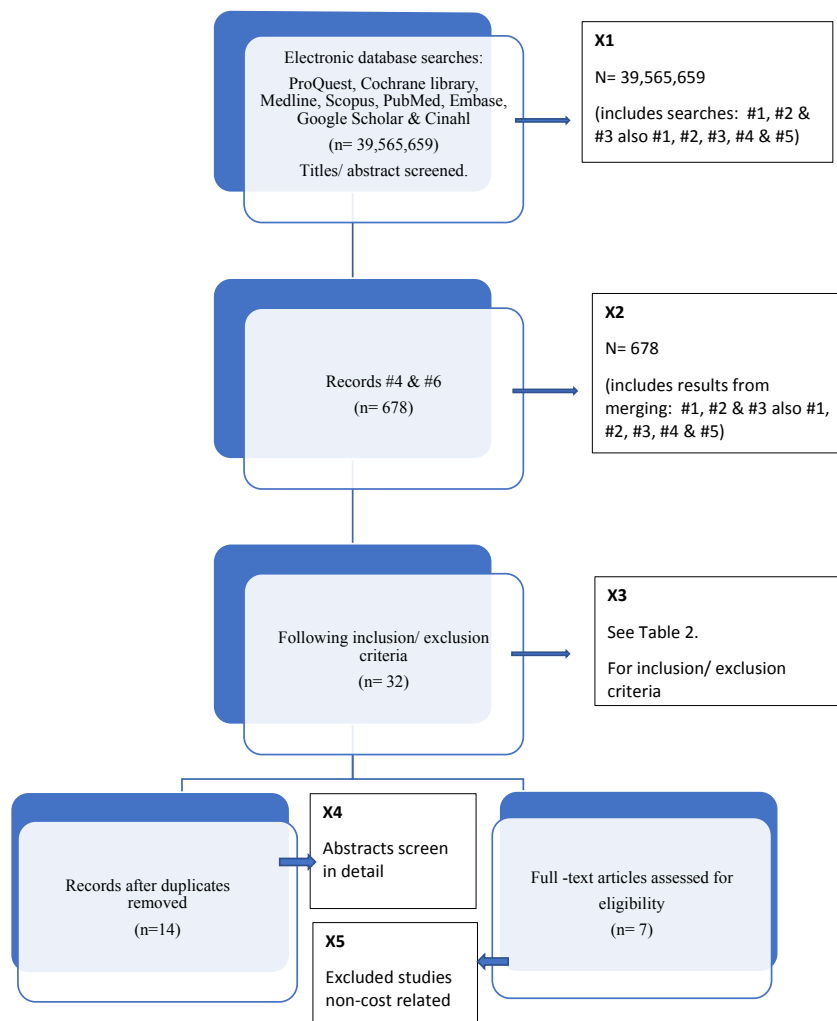 Electronic database searches:
ProQuest, Cochrane library,
Medline, Scopus, PubMed, Embase,
Google Scholar & Cinahl
(n= 39,565,659)
Titles/ abstract screened.
X1
N= 39,565,659
(includes searches: #1, #2 &
#3 also #1, #2, #3, #4 & #5)
Records #4 & #6
(n= 678)
X2
N= 678
(includes results from
merging: #1, #2 & #3 also #1,
#2, #3, #4 & #5)
Following inclusion/ exclusion
criteria
(n= 32)
X3
See Table 2.
For inclusion/ exclusion
criteria
Records after duplicates
removed
(n=14)
X4
Abstracts screen
in detail
Full -text articles assessed for
eligibility
(n= 7)
X5
Excluded studies
non-cost related